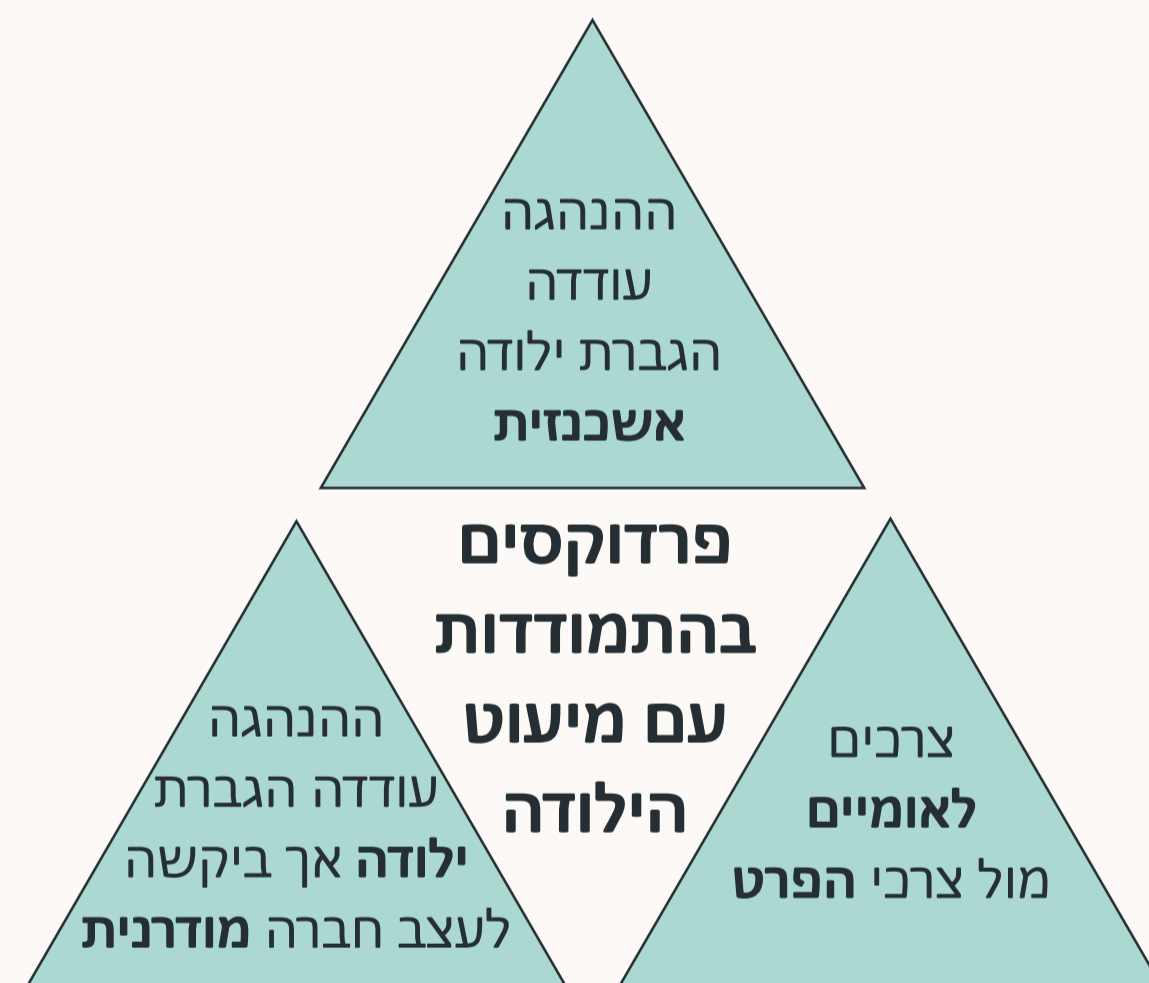 ההנהגה
עודדה
הגברת ילודה
אשכנזית
פרדוקסים
בהתמודדות
עם מיעוט
הילודה
צרכים
לאומיים
מול צרכי הפרט
ההנהגה
עודדה הגברת
ילודה אך ביקשה
לעצב חברה מודרנית